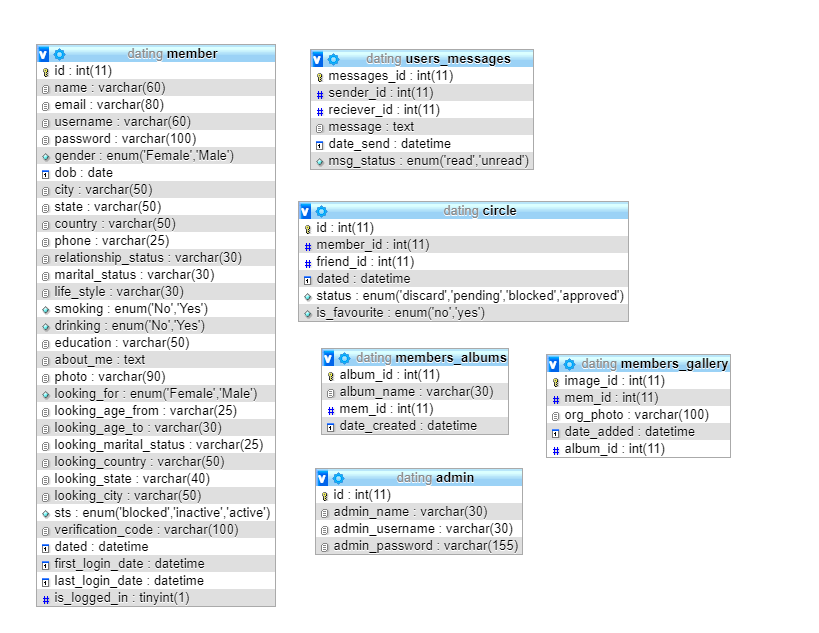 dating member
id : int(11)
name : varchar(60)
email : varchar(80)
username : varchar(60)
password : varchar(100)
gender : enum('Female','Male')
dob : date
city : varchar(50)
state : varchar(50)
country : varchar(50)
phone : varchar(25)
relationship_status : varchar(30)
marital_status : varchar(30)
life_style : varchar(30)
smoking : enum('No','Yes')
drinking : enum('No','Yes')
education : varchar(50)
about_me : text
photo : varchar(90)
looking_for : enum('Female','Male')
looking_age_from : varchar(25)
looking_age_to : varchar(30)
looking_marital_status : varchar(25)
looking_country : varchar(50)
looking_state : varchar(40)
looking_city : varchar(50)
sts : enum('blocked','inactive','active')
verification_code : varchar(100)
dated : datetime
first_login_date : datetime
last_login_date : datetime
is_logged_in : tinyint(1)
dating users_messages
messages_id : int(11)
sender_id : int(11)
reciever_id : int(11)
message : text
date_send : datetime
msg_status : enum('read','unread')
dating circle
id : int(11)
member_id : int(11)
friend_id : int(11)
dated : datetime
status : enum('discard','pending','blocked','approved')
is_favourite : enum('no','yes')
dating members_albums
album_id : int(11)
album_name : varchar(30)
mem_id : int(11)
date_created : datetime
dating members_gallery
image_id : int(11)
mem_id : int(11)
org_photo : varchar(100)
date_added : datetime
album_id : int(11)
dating admin
id : int(11)
admin_name : varchar(30)
admin_username : varchar(30)
admin_password : varchar(155)